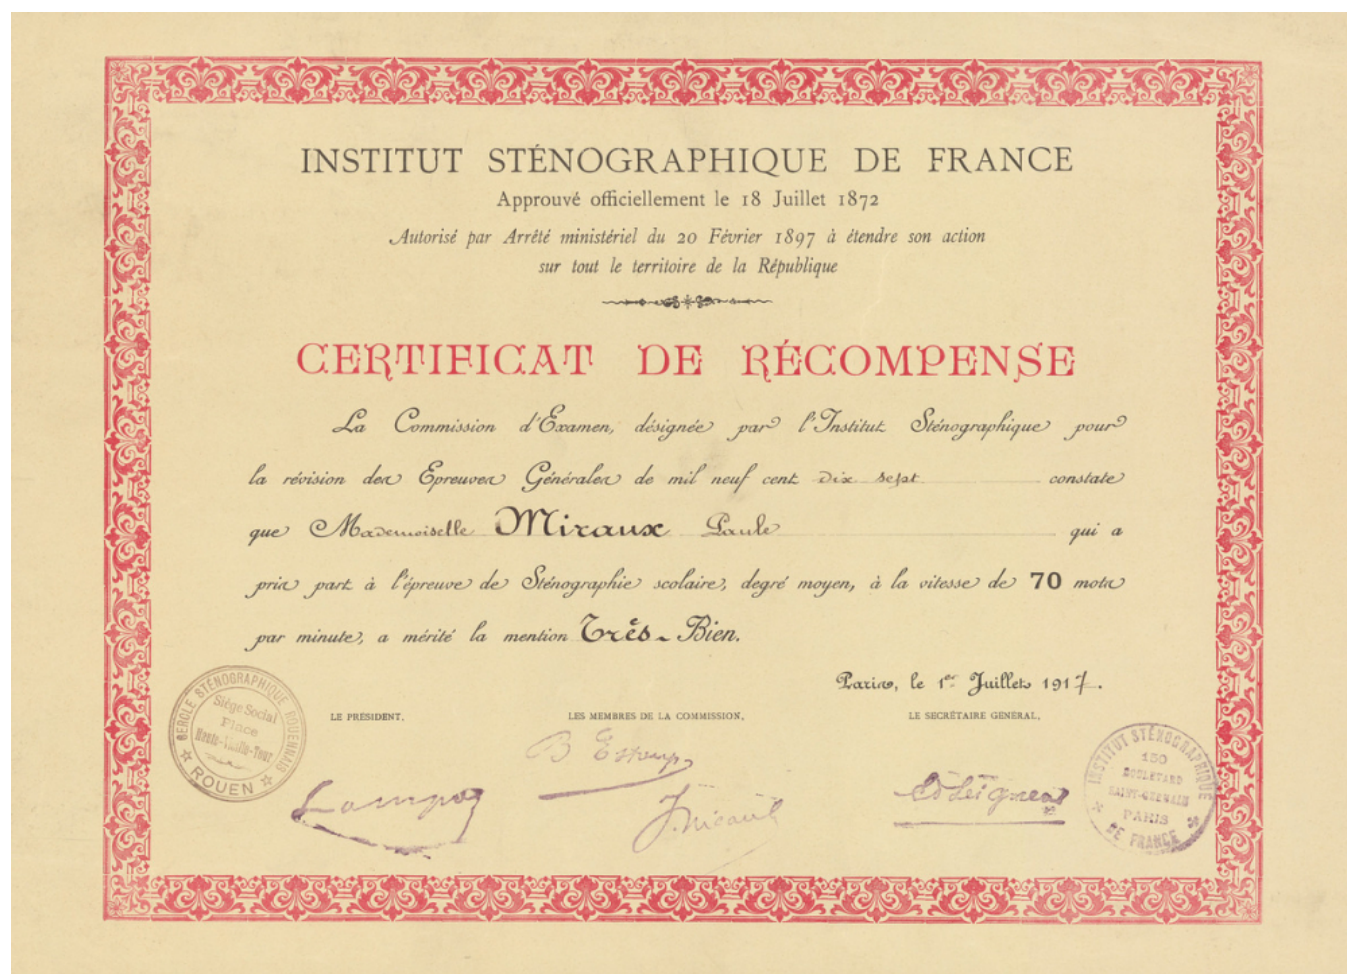 INSTITUT STÉNOGRAPHIQUE DE FRANCE
Approuvé officiellement le 18 Juillet 1872
Autorisé par Arrêté ministériel du 20 Février 1897 à étendre son action
sur tout le territoire de la République
CERTIFICAT DE RÉCOMPENSE
La Commission d'Examen, désignée par l'Institut Sténographique pour
la révision des Epreuves Générales de mil neuf cent dix sept constate
que Mademoiselle Miraux Paule qui a
pris part à l'épreuve de Sténographie scolaire, degré moyen, à la vitesse de 70 mots
par minute, a mérité la mention Très-Bien.
Paris, le 1er Juillet 1917.
LE PRÉSIDENT, LES MEMBRES DE LA COMMISSION, LE SECRÉTAIRE GÉNÉRAL,
CERCLE STÉNOGRAPHIQUE ROUENNAIS
Siège Social
Place
Haute-Vieille-Tour
ROUEN
INSTITUT STÉNOGRAPHIQUE
150
BOULEVARD
SAINT-GERMAIN
PARIS
DE FRANCE